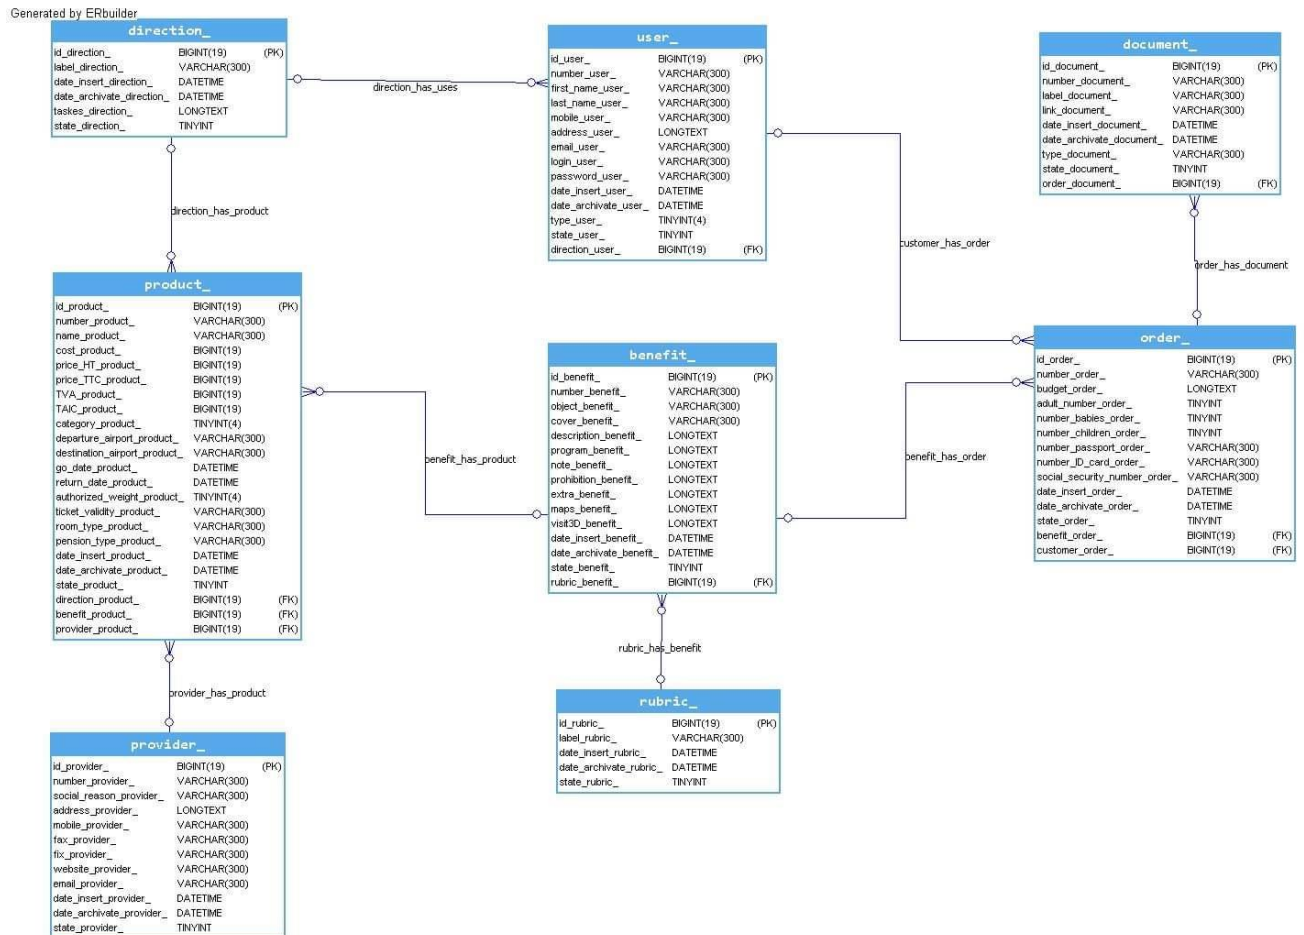 Generated by ERbuilder
direction_
id_direction_ BIGINT(19) (PK)
label_direction_ VARCHAR(300)
date_insert_direction_ DATETIME
date_archivate_direction_ DATETIME
taskes_direction_ LONGTEXT
state_direction_ TINYINT
direction_has_uses
user_
id_user_ BIGINT(19) (PK)
number_user_ VARCHAR(300)
first_name_user_ VARCHAR(300)
last_name_user_ VARCHAR(300)
mobile_user_ VARCHAR(300)
address_user_ LONGTEXT
email_user_ VARCHAR(300)
login_user_ VARCHAR(300)
password_user_ VARCHAR(300)
date_insert_user_ DATETIME
date_archivate_user_ DATETIME
type_user_ TINYINT(4)
state_user_ TINYINT
direction_user_ BIGINT(19) (FK)
document_
id_document_ BIGINT(19) (PK)
number_document_ VARCHAR(300)
label_document_ VARCHAR(300)
link_document_ VARCHAR(300)
date_insert_document_ DATETIME
date_archivate_document_ DATETIME
type_document_ VARCHAR(300)
state_document_ TINYINT
order_document_ BIGINT(19) (FK)
direction_has_product
customer_has_order
order_has_document
product_
id_product_ BIGINT(19) (PK)
number_product_ VARCHAR(300)
name_product_ VARCHAR(300)
cost_product_ BIGINT(19)
price_HT_product_ BIGINT(19)
price_TTC_product_ BIGINT(19)
TVA_product_ BIGINT(19)
TAIC_product_ BIGINT(19)
category_product_ TINYINT(4)
departure_airport_product_ VARCHAR(300)
destination_airport_product_ VARCHAR(300)
go_date_product_ DATETIME
return_date_product_ DATETIME
authorized_weight_product_ TINYINT(4)
ticket_validity_product_ VARCHAR(300)
room_type_product_ VARCHAR(300)
pension_type_product_ VARCHAR(300)
date_insert_product_ DATETIME
date_archivate_product_ DATETIME
state_product_ TINYINT
direction_product_ BIGINT(19) (FK)
benefit_product_ BIGINT(19) (FK)
provider_product_ BIGINT(19) (FK)
benefit_has_product
benefit_
id_benefit_ BIGINT(19) (PK)
number_benefit_ VARCHAR(300)
object_benefit_ VARCHAR(300)
cover_benefit_ VARCHAR(300)
description_benefit_ LONGTEXT
program_benefit_ LONGTEXT
note_benefit_ LONGTEXT
prohibition_benefit_ LONGTEXT
extra_benefit_ LONGTEXT
maps_benefit_ LONGTEXT
visit3D_benefit_ LONGTEXT
date_insert_benefit_ DATETIME
date_archivate_benefit_ DATETIME
state_benefit_ TINYINT
rubric_benefit_ BIGINT(19) (FK)
benefit_has_order
order_
id_order_ BIGINT(19) (PK)
number_order_ VARCHAR(300)
budget_order_ LONGTEXT
adult_number_order_ TINYINT
number_babies_order_ TINYINT
number_children_order_ TINYINT
number_passport_order_ VARCHAR(300)
number_ID_card_order_ VARCHAR(300)
social_security_number_order_ VARCHAR(300)
date_insert_order_ DATETIME
date_archivate_order_ DATETIME
state_order_ TINYINT
benefit_order_ BIGINT(19) (FK)
customer_order_ BIGINT(19) (FK)
provider_has_product
rubric_has_benefit
provider_
id_provider_ BIGINT(19) (PK)
number_provider_ VARCHAR(300)
social_reason_provider_ VARCHAR(300)
address_provider_ LONGTEXT
mobile_provider_ VARCHAR(300)
fax_provider_ VARCHAR(300)
fix_provider_ VARCHAR(300)
website_provider_ VARCHAR(300)
email_provider_ VARCHAR(300)
date_insert_provider_ DATETIME
date_archivate_provider_ DATETIME
state_provider_ TINYINT
rubric_
id_rubric_ BIGINT(19) (PK)
label_rubric_ VARCHAR(300)
date_insert_rubric_ DATETIME
date_archivate_rubric_ DATETIME
state_rubric_ TINYINT